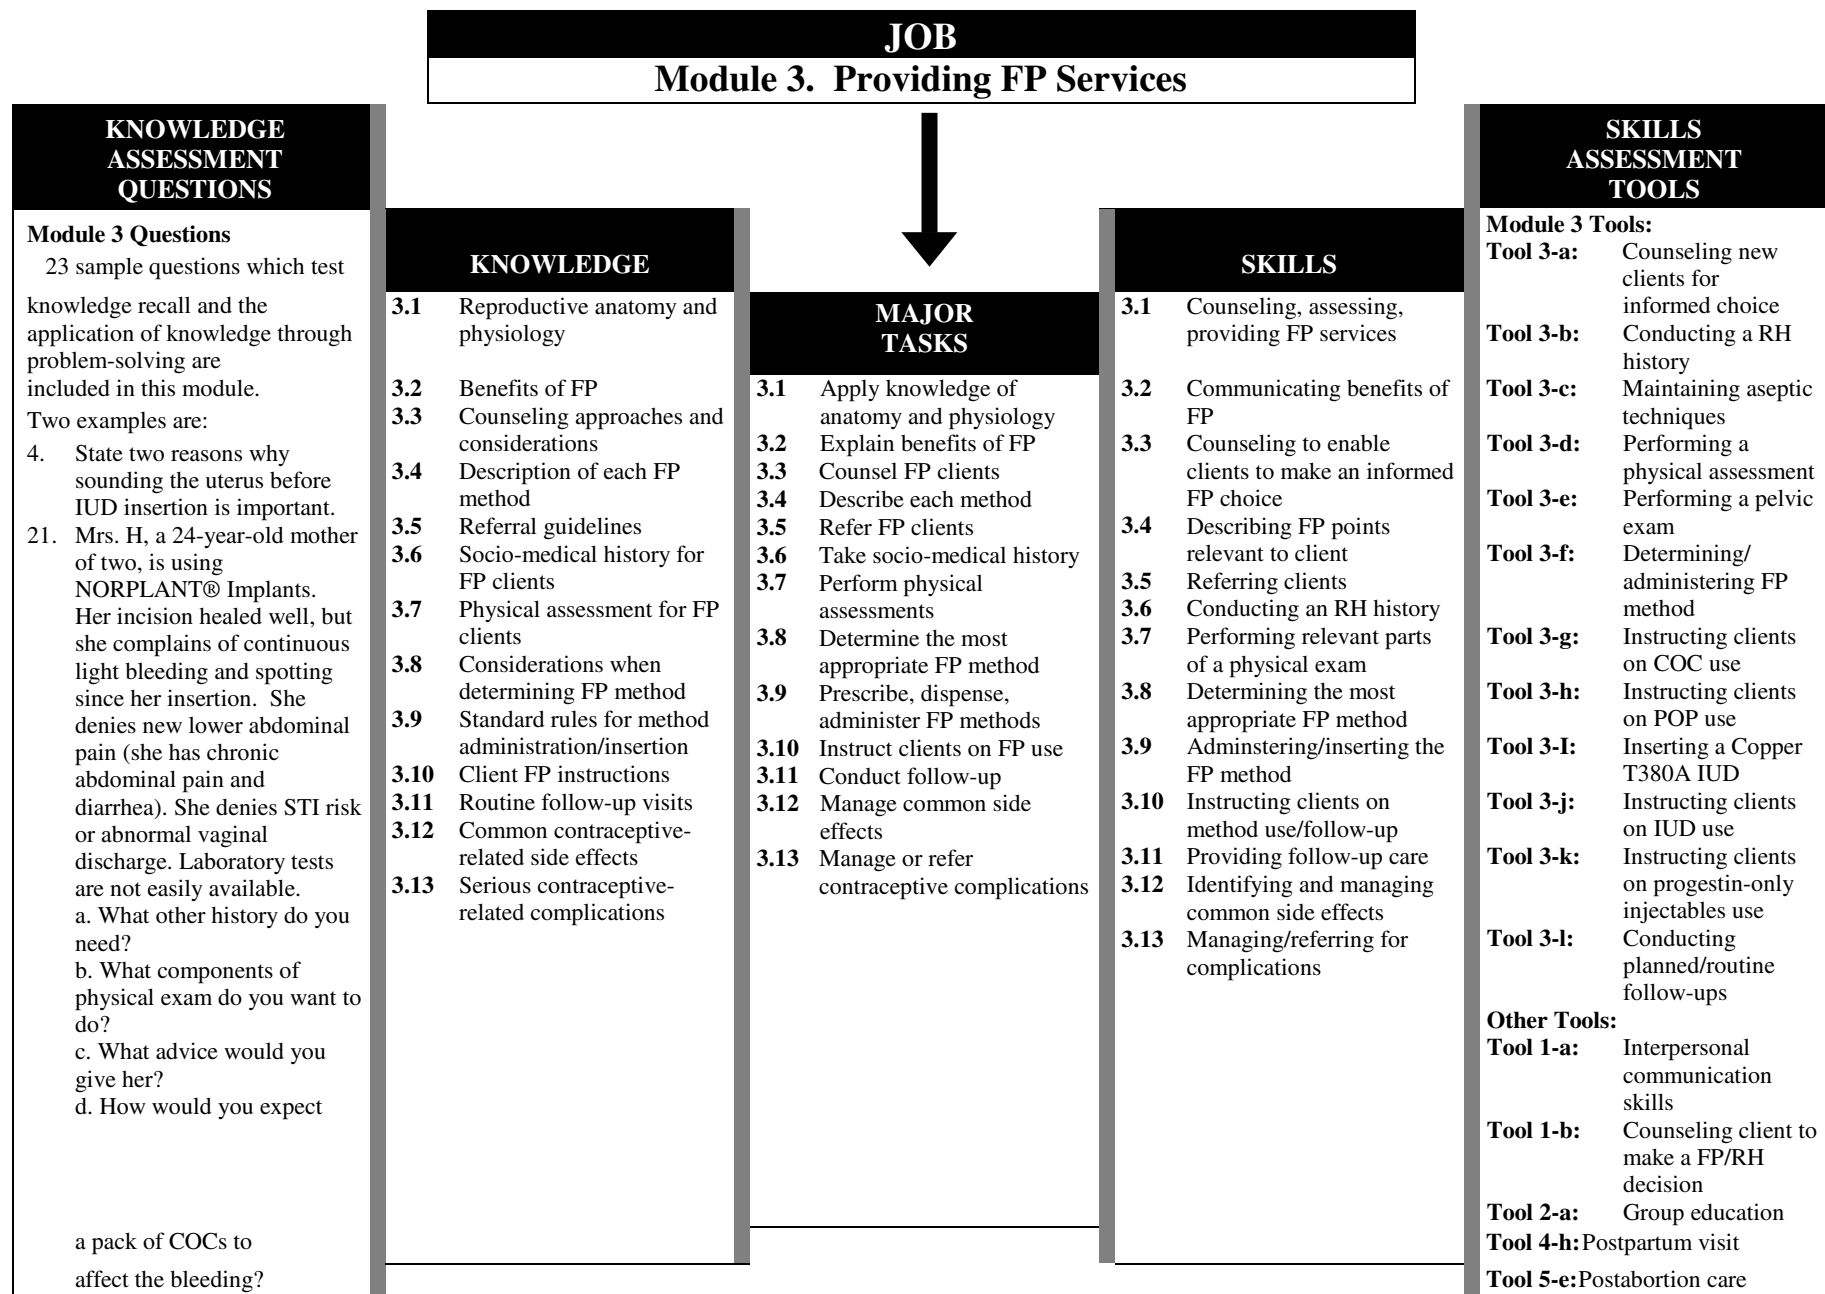 JOB
Module 3. Providing FP Services
KNOWLEDGE
ASSESSMENT
QUESTIONS
Module 3 Questions
23 sample questions which test
knowledge recall and the
application of knowledge through
problem-solving are
included in this module.
Two examples are:
4. State two reasons why
sounding the uterus before
IUD insertion is important.
21. Mrs. H, a 24-year-old mother
of two, is using
NORPLANT® Implants.
Her incision healed well, but
she complains of continuous
light bleeding and spotting
since her insertion. She
denies new lower abdominal
pain (she has chronic
abdominal pain and
diarrhea). She denies STI risk
or abnormal vaginal
discharge. Laboratory tests
are not easily available.
a. What other history do you
need?
b. What components of
physical exam do you want to
do?
c. What advice would you
give her?
d. How would you expect
a pack of COCs to
affect the bleeding?
KNOWLEDGE
3.1 Reproductive anatomy and
physiology
3.2 Benefits of FP
3.3 Counseling approaches and
considerations
3.4 Description of each FP
method
3.5 Referral guidelines
3.6 Socio-medical history for
FP clients
3.7 Physical assessment for FP
clients
3.8 Considerations when
determining FP method
3.9 Standard rules for method
administration/insertion
3.10 Client FP instructions
3.11 Routine follow-up visits
3.12 Common contraceptive-
related side effects
3.13 Serious contraceptive-
related complications
MAJOR
TASKS
3.1 Apply knowledge of
anatomy and physiology
3.2 Explain benefits of FP
3.3 Counsel FP clients
3.4 Describe each method
3.5 Refer FP clients
3.6 Take socio-medical history
3.7 Perform physical
assessments
3.8 Determine the most
appropriate FP method
3.9 Prescribe, dispense,
administer FP methods
3.10 Instruct clients on FP use
3.11 Conduct follow-up
3.12 Manage common side
effects
3.13 Manage or refer
contraceptive complications
SKILLS
3.1 Counseling, assessing,
providing FP services
3.2 Communicating benefits of
FP
3.3 Counseling to enable
clients to make an informed
FP choice
3.4 Describing FP points
relevant to client
3.5 Referring clients
3.6 Conducting an RH history
3.7 Performing relevant parts
of a physical exam
3.8 Determining the most
appropriate FP method
3.9 Adminstering/inserting the
FP method
3.10 Instructing clients on
method use/follow-up
3.11 Providing follow-up care
3.12 Identifying and managing
common side effects
3.13 Managing/referring for
complications
SKILLS
ASSESSMENT
TOOLS
Module 3 Tools:
Tool 3-a: Counseling new
clients for
informed choice
Tool 3-b: Conducting a RH
history
Tool 3-c: Maintaining aseptic
techniques
Tool 3-d: Performing a
physical assessment
Tool 3-e: Performing a pelvic
exam
Tool 3-f: Determining/
administering FP
method
Tool 3-g: Instructing clients
on COC use
Tool 3-h: Instructing clients
on POP use
Tool 3-I: Inserting a Copper
T380A IUD
Tool 3-j: Instructing clients
on IUD use
Tool 3-k: Instructing clients
on progestin-only
injectables use
Tool 3-l: Conducting
planned/routine
follow-ups
Other Tools:
Tool 1-a: Interpersonal
communication
skills
Tool 1-b: Counseling client to
make a FP/RH
decision
Tool 2-a: Group education
Tool 4-h: Postpartum visit
Tool 5-e: Postabortion care